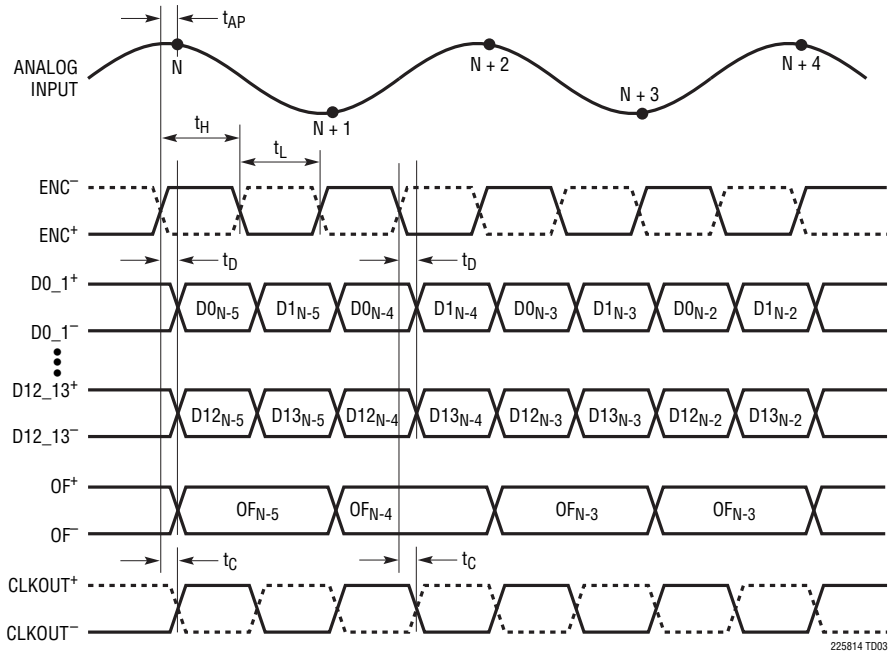 tAP
ANALOG
INPUT
N
N + 1
N + 2
N + 3
N + 4
tH
tL
ENC–
ENC+
tD
tD
D0_1+
D0_1–
D0N-5
D1N-5
D0N-4
D1N-4
D0N-3
D1N-3
D0N-2
D1N-2
D12_13+
D12_13–
D12N-5
D13N-5
D12N-4
D13N-4
D12N-3
D13N-3
D12N-2
D13N-2
OF+
OF–
OFN-5
OFN-4
OFN-3
OFN-3
tC
tC
CLKOUT+
CLKOUT–
225814 TD03